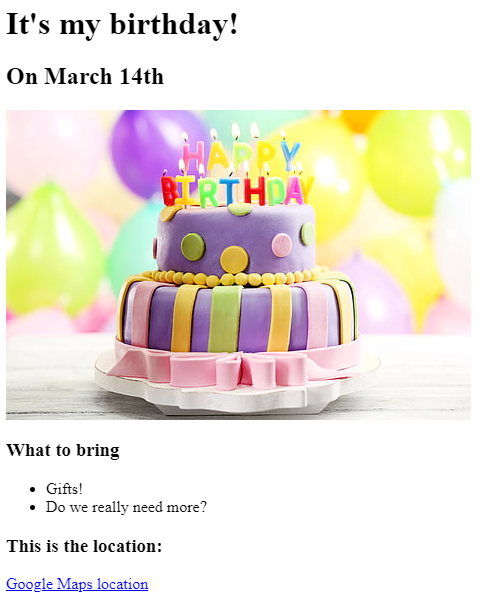 It's my birthday!
On March 14th
HAPPY
BIRTHDAY
What to bring
Gifts!
Do we really need more?
This is the location:
Google Maps location